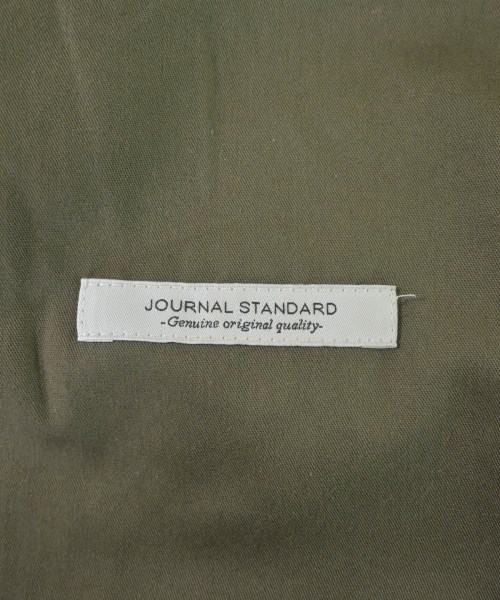 JOURNAL STANDARD
-Genuine original quality-